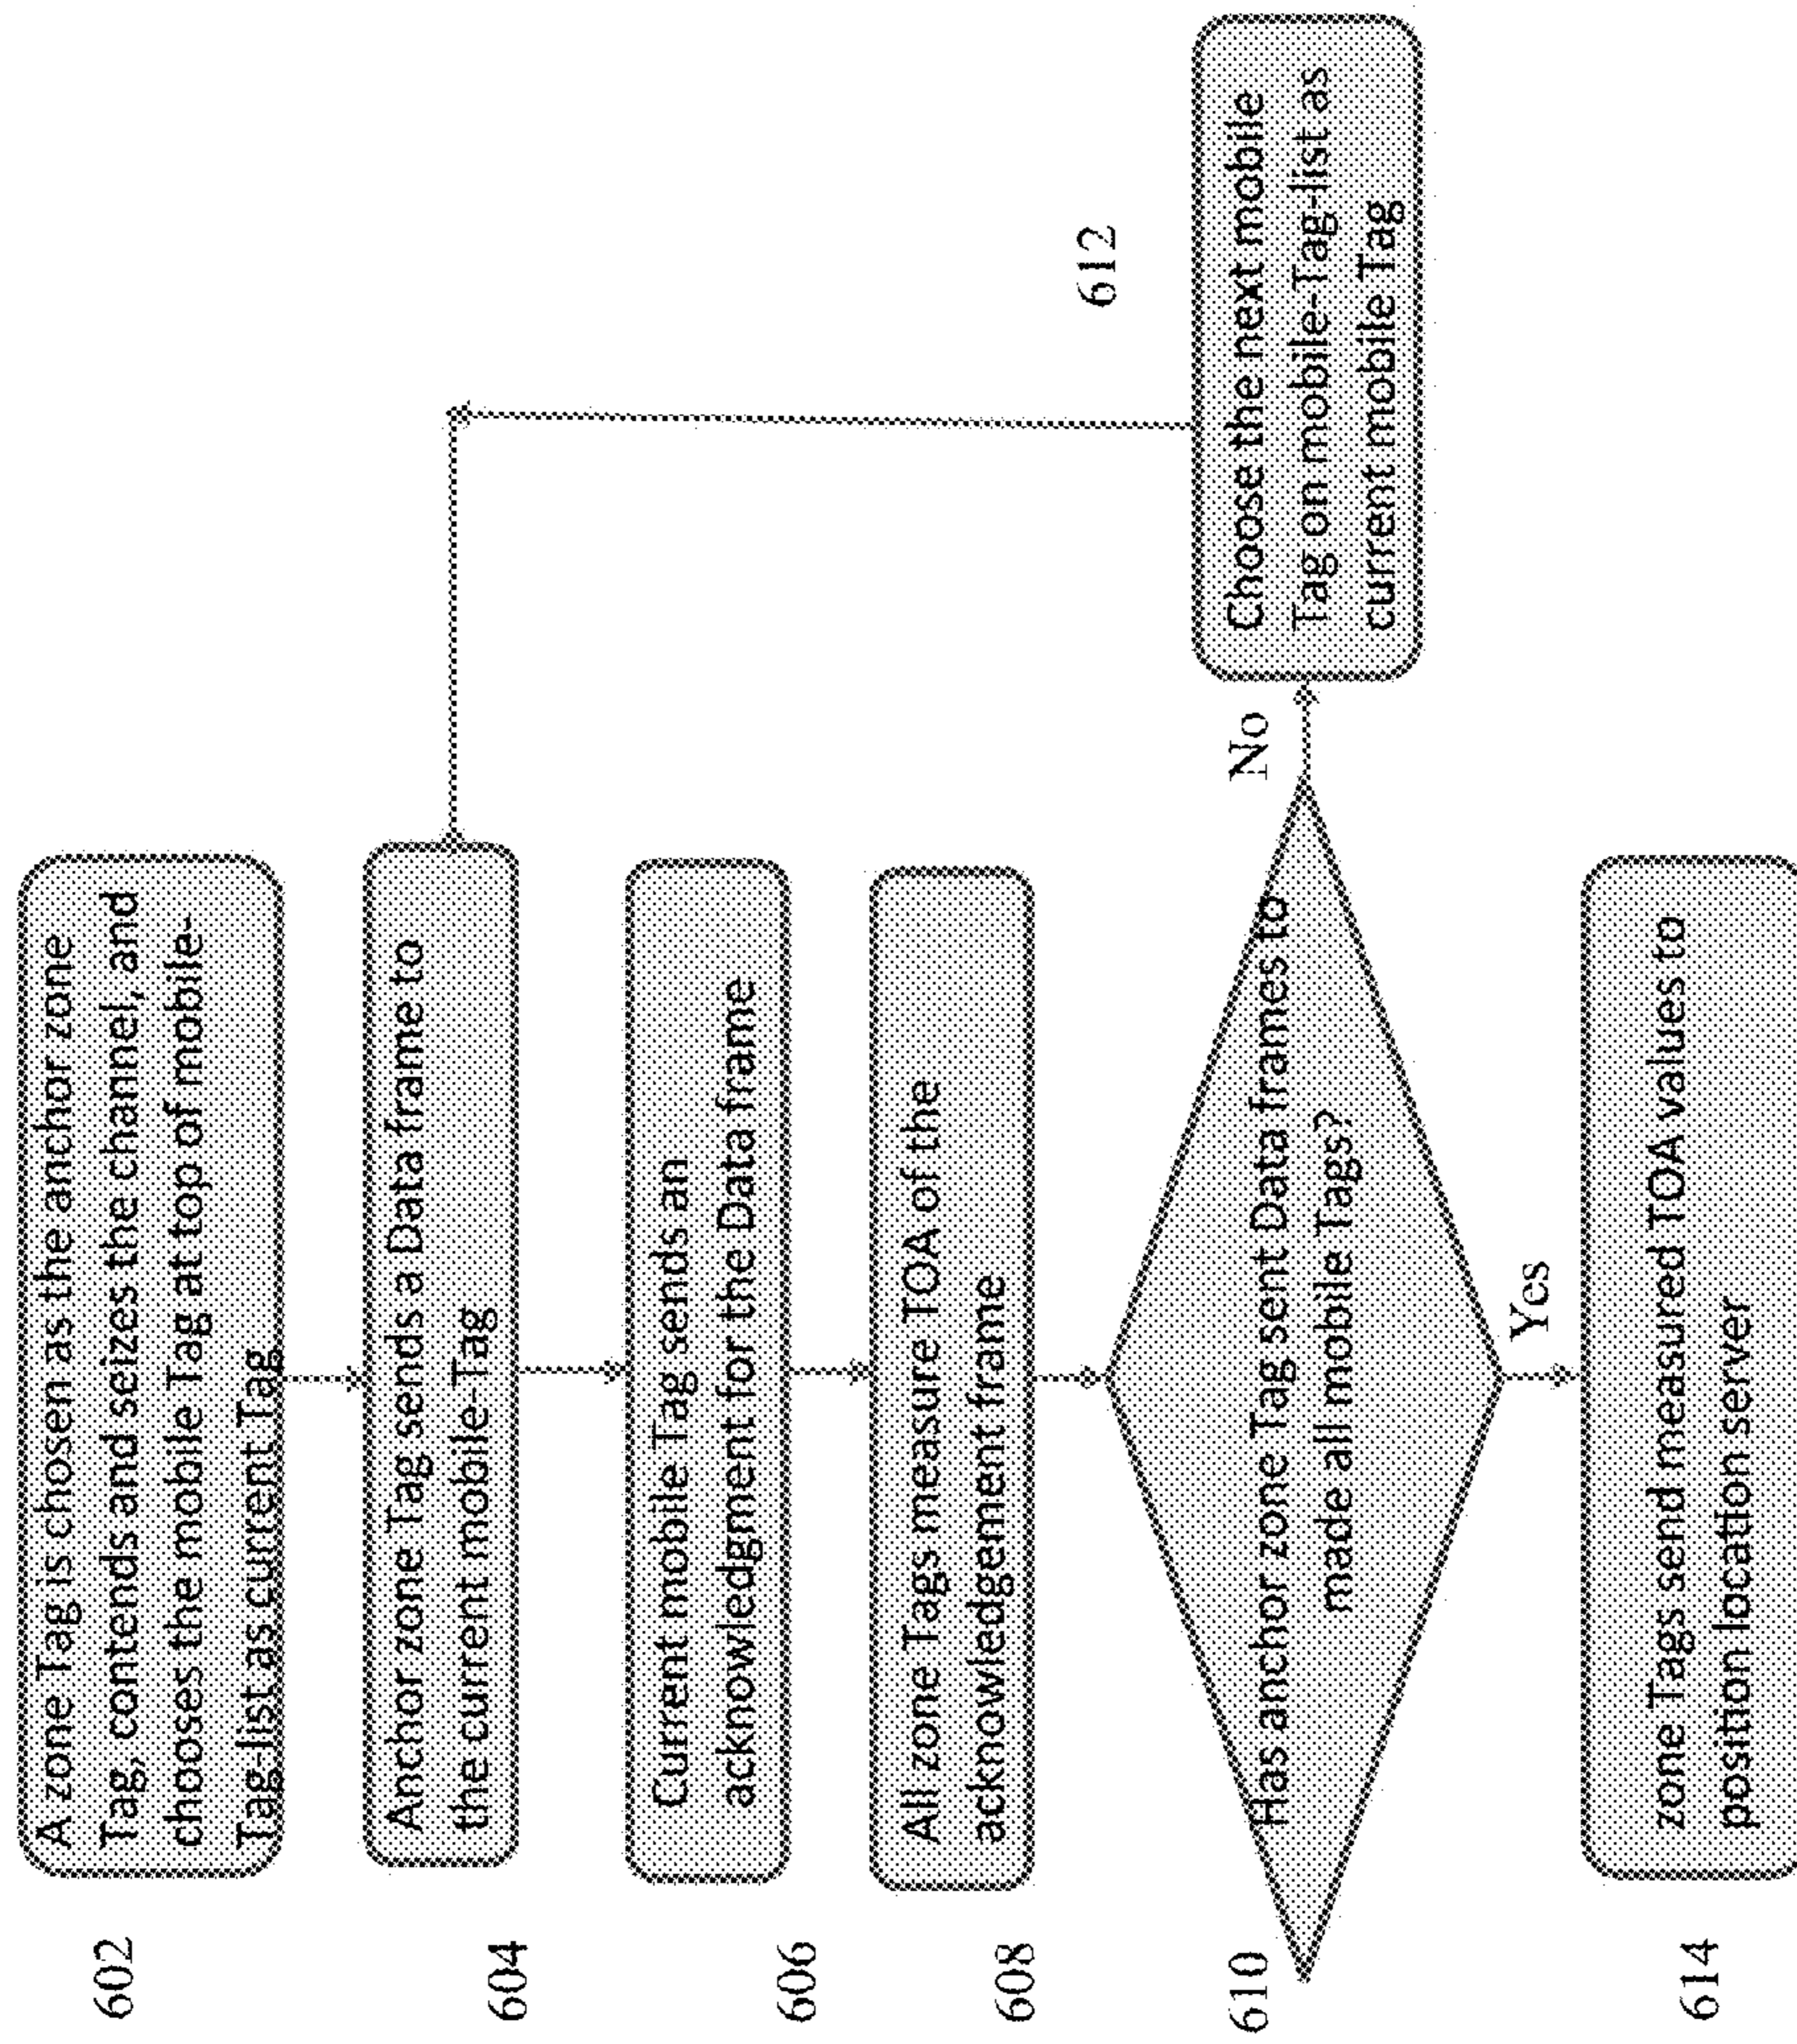 602
A zone Tag is chosen as the anchor zone
Tag, contends and seizes the channel, and
chooses the mobile Tag at top of mobile-
Tag-list as current Tag
604
Anchor zone Tag sends a Data frame to
the current mobile-Tag
606
Current mobile Tag sends an
acknowledgment for the Data frame
608
All zone Tags measure TOA of the
acknowledgement frame
610
Has anchor zone Tag sent Data frames to
made all mobile Tags?
No
612
Choose the next mobile
Tag on mobile-Tag-list as
current mobile Tag
Yes
614
zone Tags send measured TOA values to
position location server